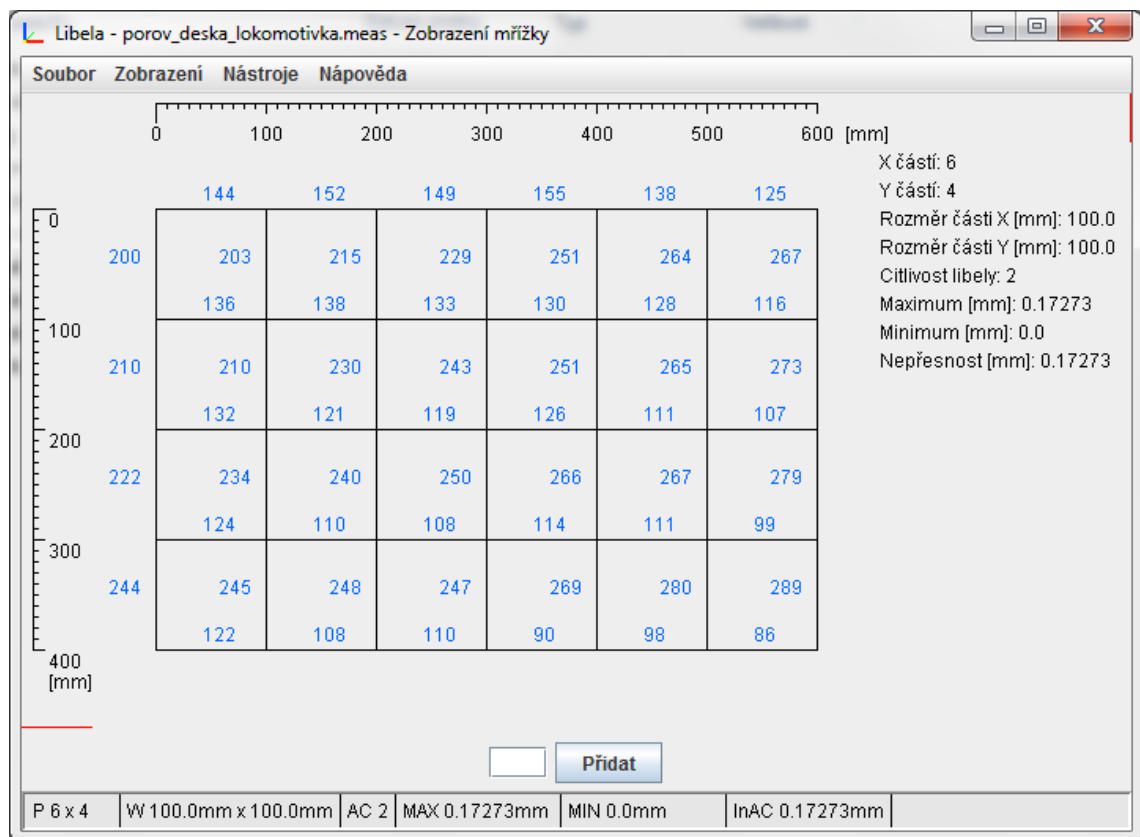 Libela - porov_deska_lokomotivka.meas - Zobrazení mřížky
Soubor Zobrazení Nástroje Nápověda
0 100 200 300 400 500 600 [mm]
X částí: 6
144 152 149 155 138 125 Y částí: 4
0 Rozměr části X [mm]: 100.0
200 203 215 229 251 264 267 Rozměr části Y [mm]: 100.0
Citlivost libely: 2
136 138 133 130 128 116 Maximum [mm]: 0.17273
100 Minimum [mm]: 0.0
210 210 230 243 251 265 273 Nepřesnost [mm]: 0.17273
132 121 119 126 111 107
200
222 234 240 250 266 267 279
124 110 108 114 111 99
300
244 245 248 247 269 280 289
122 108 110 90 98 86
400
[mm]
Přidat
P 6 x 4 W 100.0mm x 100.0mm AC 2 MAX 0.17273mm MIN 0.0mm InAC 0.17273mm